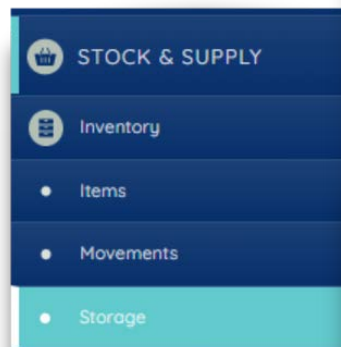 STOCK & SUPPLY
Inventory
Items
Movements
Storage